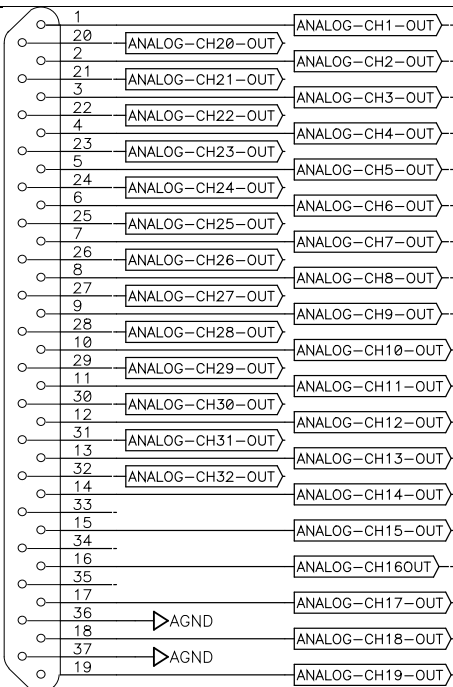 1 ANALOG-CH1-OUT
20 ANALOG-CH20-OUT
2 ANALOG-CH2-OUT
21 ANALOG-CH21-OUT
3 ANALOG-CH3-OUT
22 ANALOG-CH22-OUT
4 ANALOG-CH4-OUT
23 ANALOG-CH23-OUT
5 ANALOG-CH5-OUT
24 ANALOG-CH24-OUT
6 ANALOG-CH6-OUT
25 ANALOG-CH25-OUT
7 ANALOG-CH7-OUT
26 ANALOG-CH26-OUT
8 ANALOG-CH8-OUT
27 ANALOG-CH27-OUT
9 ANALOG-CH9-OUT
28 ANALOG-CH28-OUT
10 ANALOG-CH10-OUT
29 ANALOG-CH29-OUT
11 ANALOG-CH11-OUT
30 ANALOG-CH30-OUT
12 ANALOG-CH12-OUT
31 ANALOG-CH31-OUT
13 ANALOG-CH13-OUT
32 ANALOG-CH32-OUT
14 ANALOG-CH14-OUT
33
15 ANALOG-CH15-OUT
34
16 ANALOG-CH16OUT
35
17 ANALOG-CH17-OUT
36 AGND
18 ANALOG-CH18-OUT
37 AGND
19 ANALOG-CH19-OUT